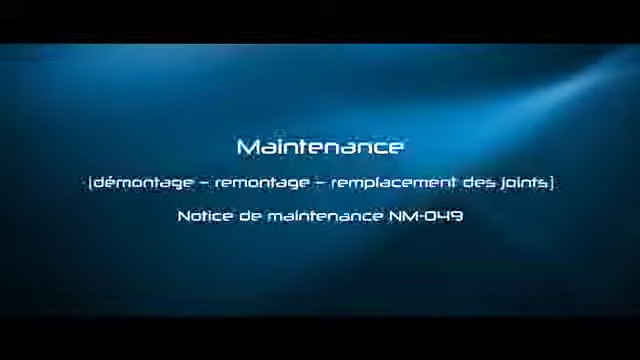 Maintenance
(démontage – remontage – remplacement des joints)
Notice de maintenance NM-049